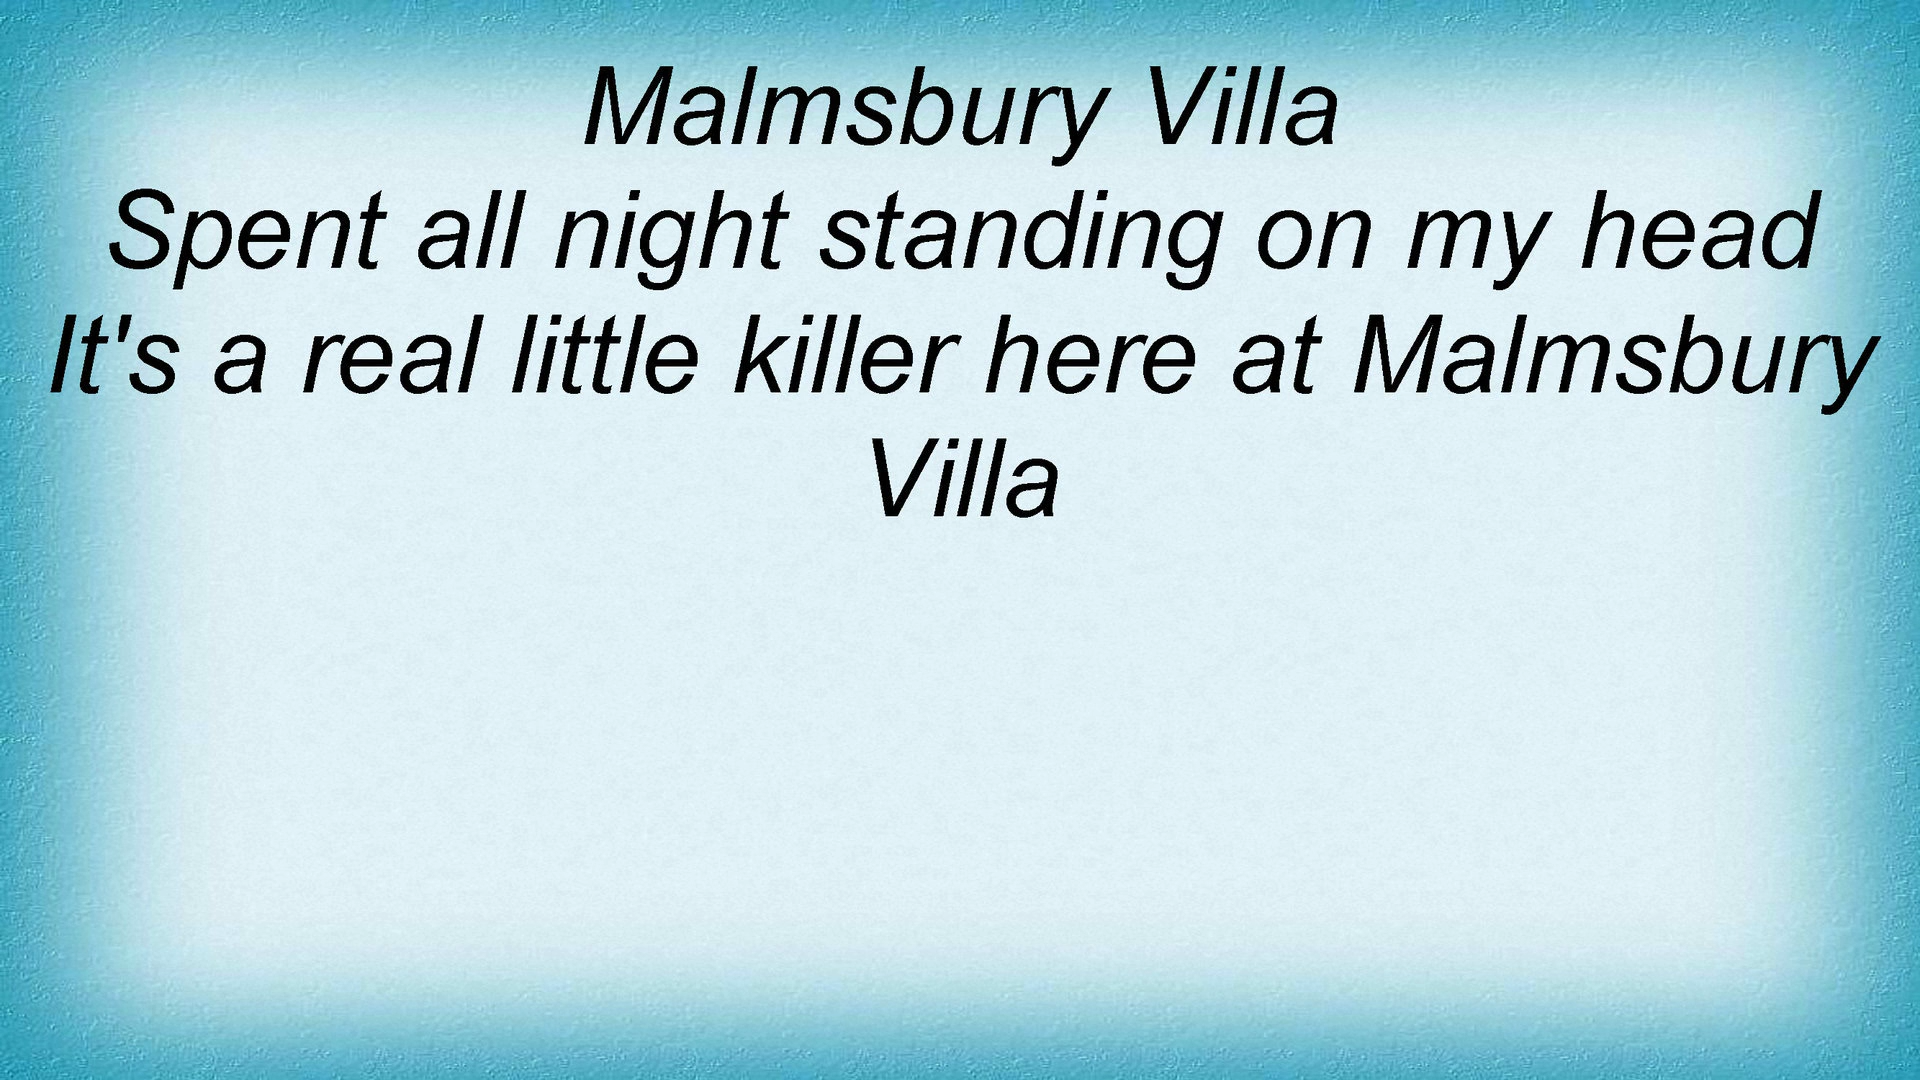 Malmsbury Villa
Spent all night standing on my head
It's a real little killer here at Malmsbury
Villa